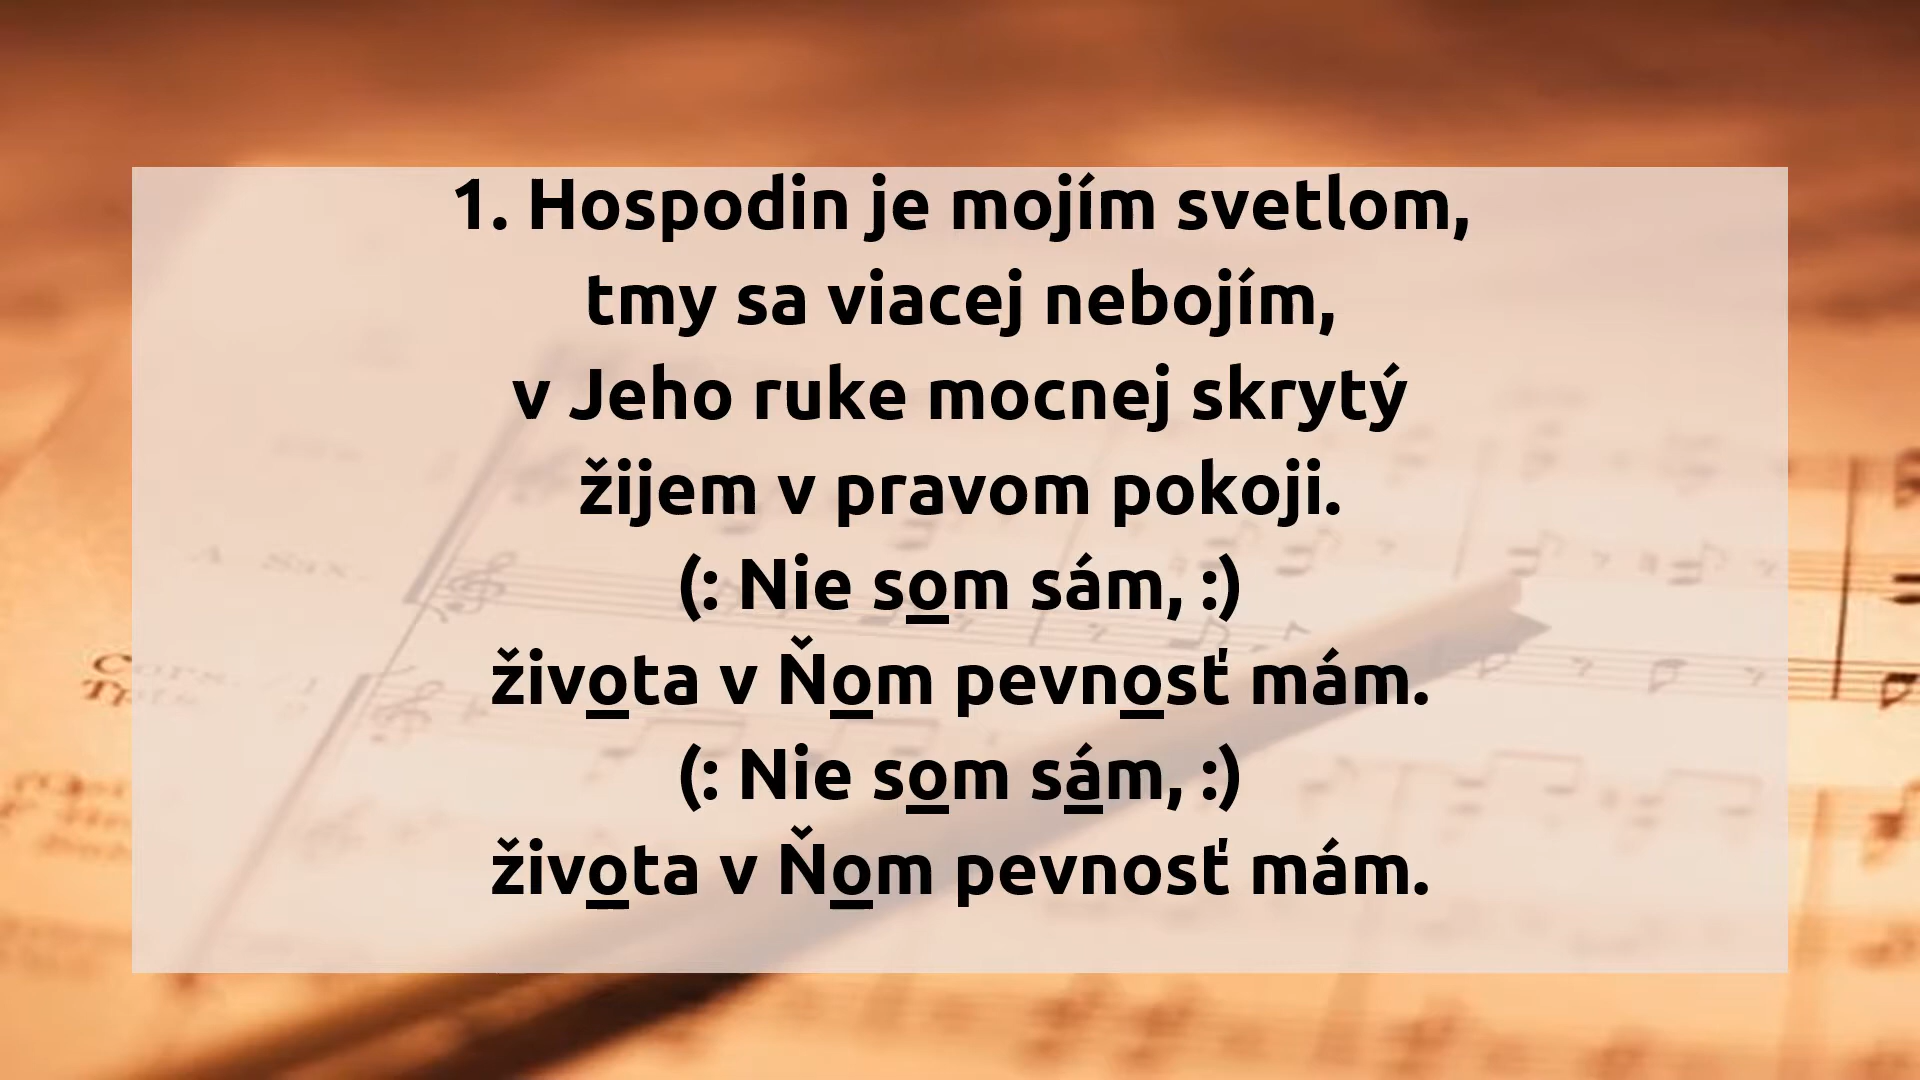 1. Hospodin je mojím svetlom,
tmy sa viacej nebojím,
v Jeho ruke mocnej skrytý
žijem v pravom pokoji.
(: Nie som sám, :)
života v Ňom pevnosť mám.
(: Nie som sám, :)
života v Ňom pevnosť mám.